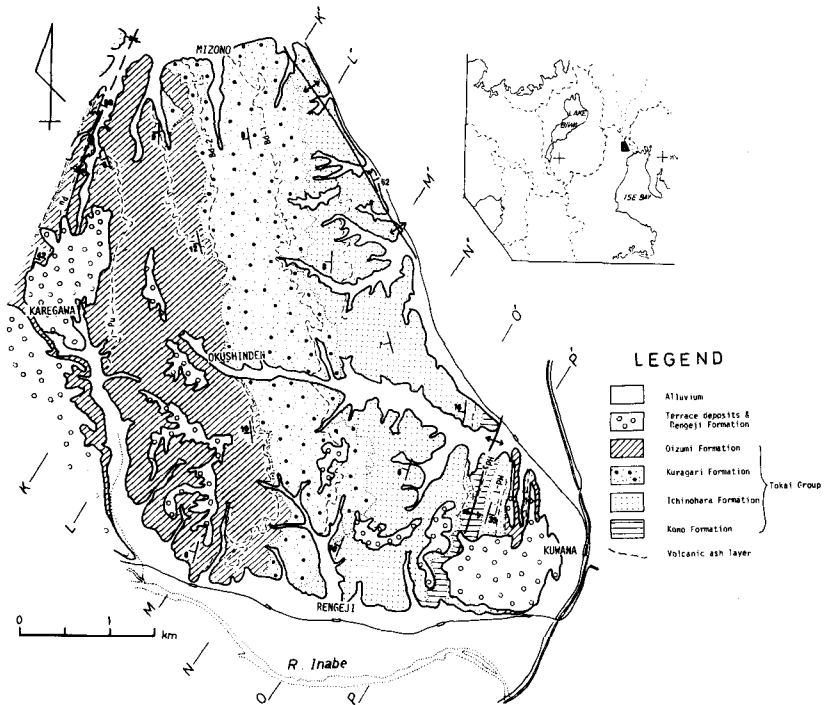 K'
L'
M'
N'
O'
P'
MIZONO
KAREGAWA
OKUSHINDEN
KUWANA
RENGEJI
K
L
M
N
O
P
R. Inabe
0 1 km
LAKE
BIWA
ISE BAY
LEGEND
Alluvium
Terrace deposits &
Rengeji Formation
Oizumi Formation
Kuragari Formation
Ichinohara Formation
Komo Formation
Tokai Group
Volcanic ash layer